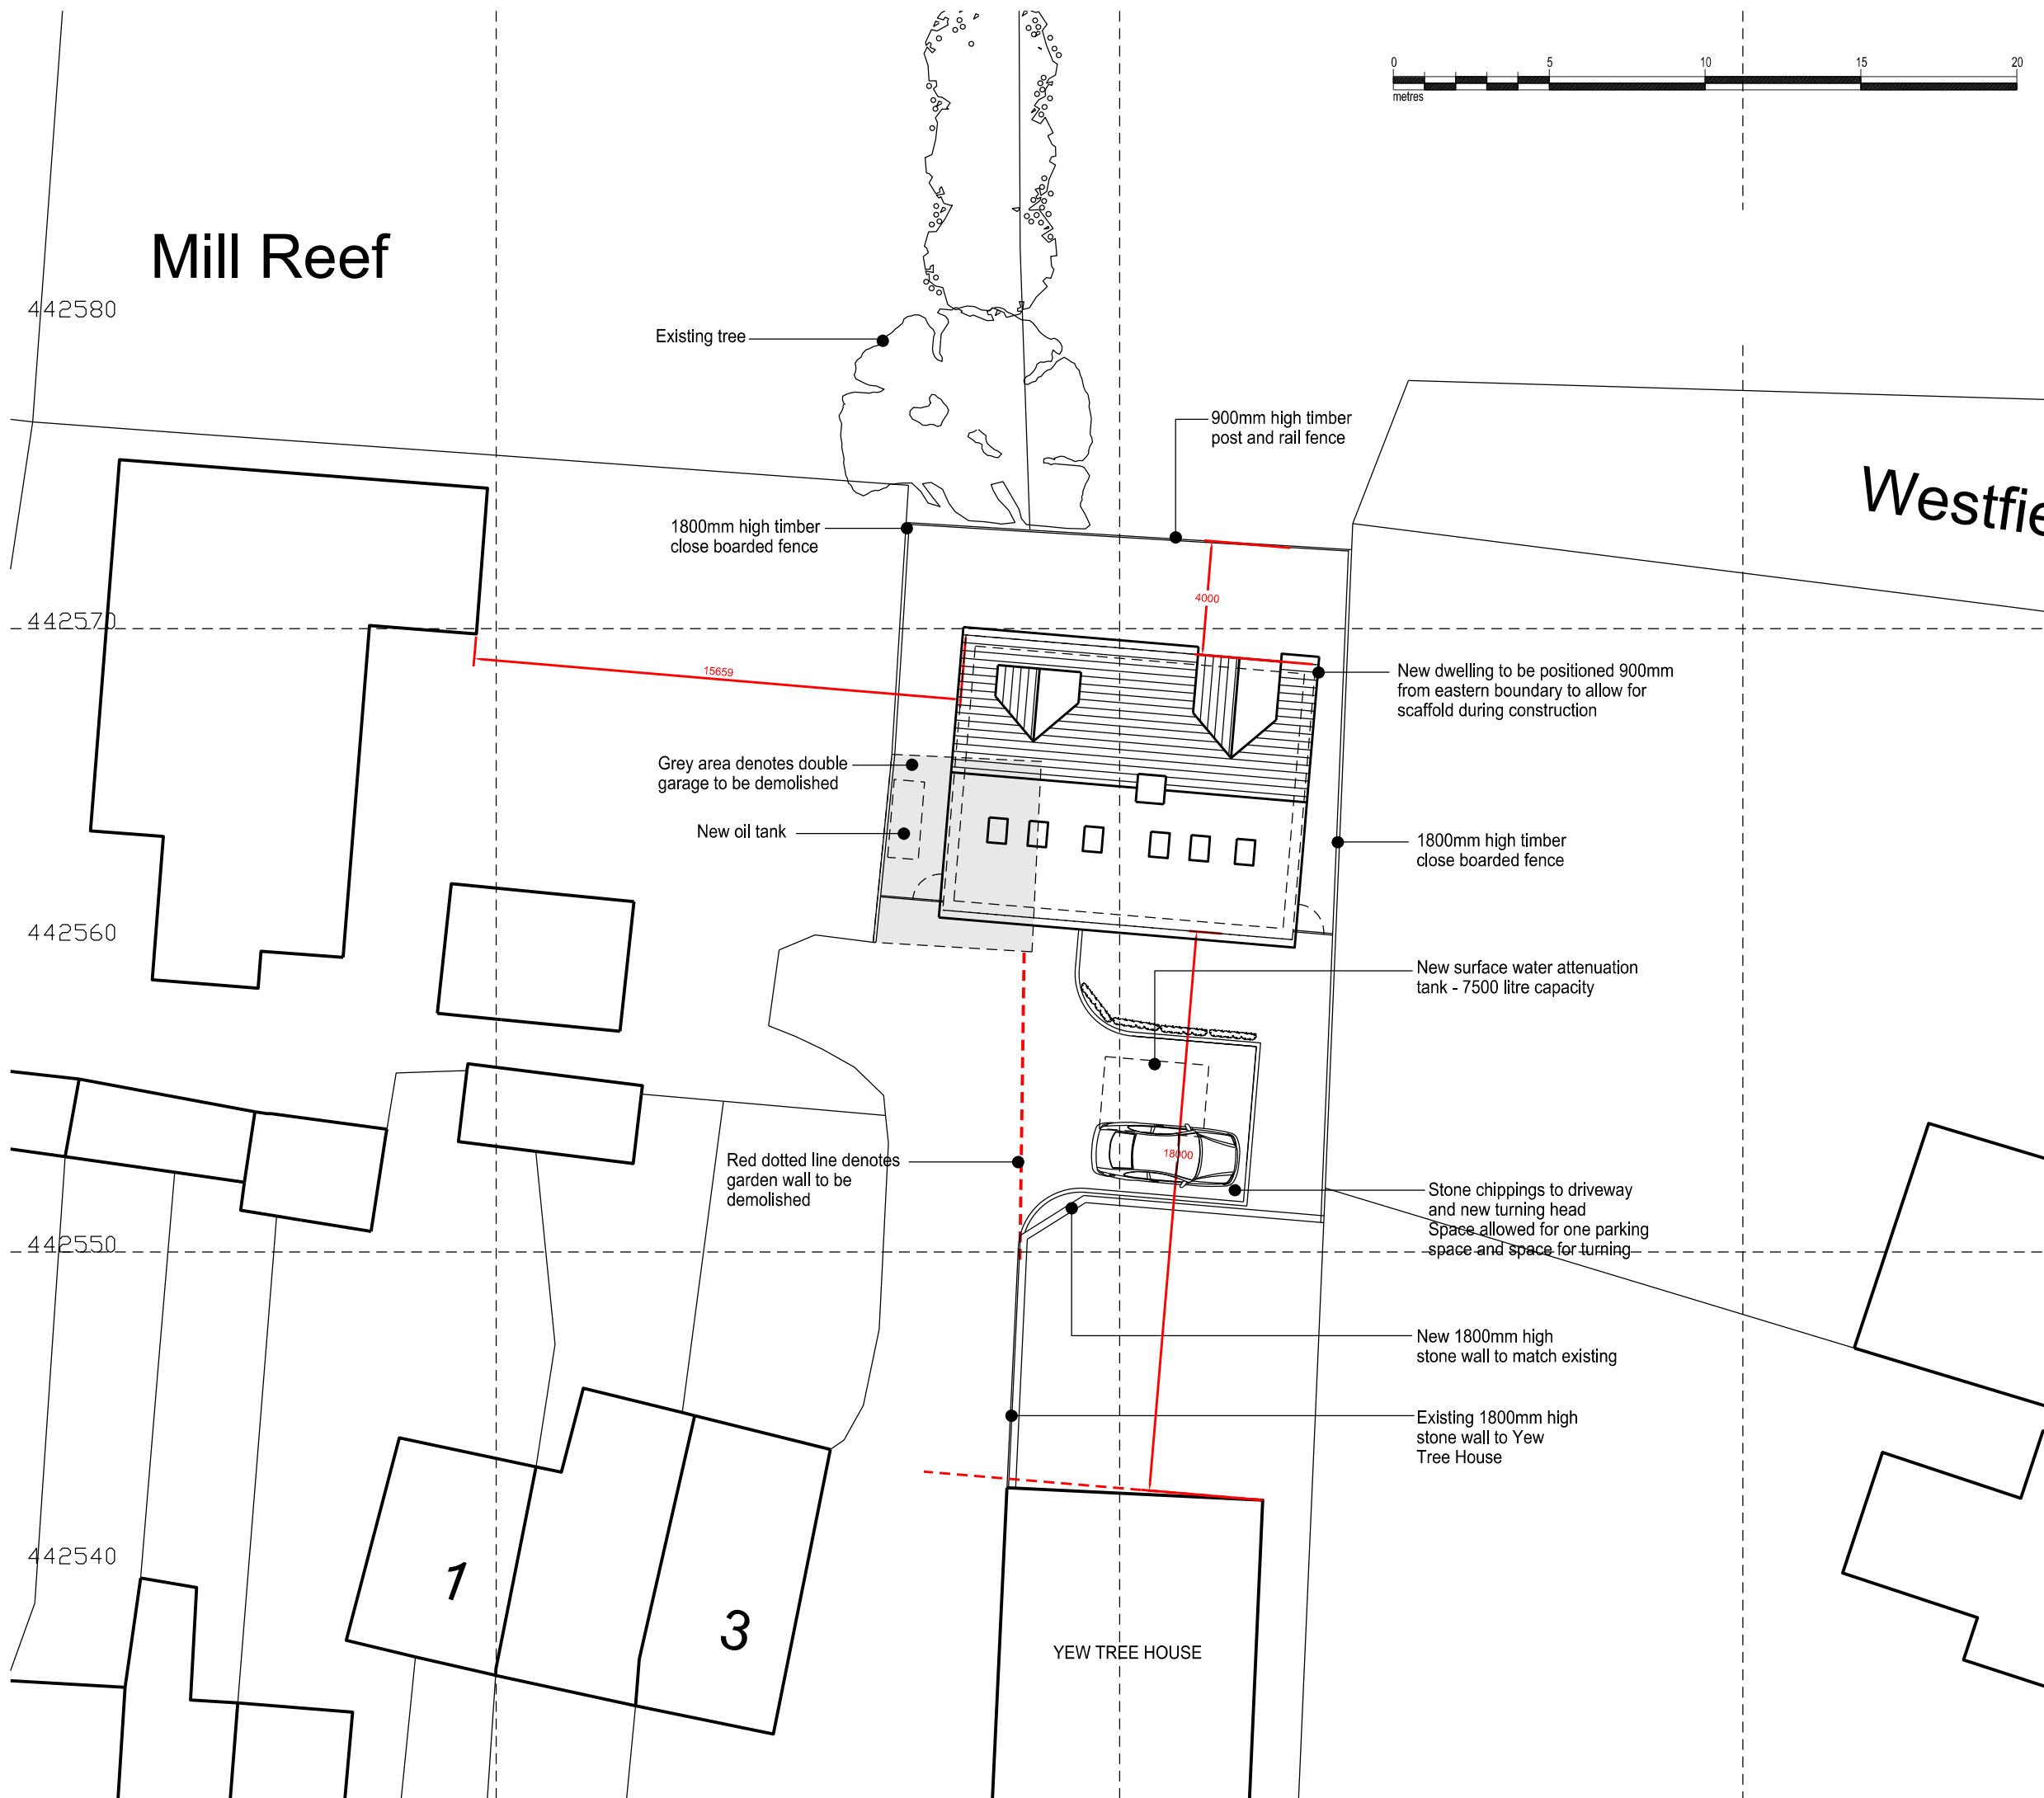 0 5 10 15 20
metres
Mill Reef
442580
Existing tree
900mm high timber
post and rail fence
Westfie
1800mm high timber
close boarded fence
4000
442570
15659
New dwelling to be positioned 900mm
from eastern boundary to allow for
scaffold during construction
Grey area denotes double
garage to be demolished
New oil tank
1800mm high timber
close boarded fence
442560
New surface water attenuation
tank - 7500 litre capacity
18000
Red dotted line denotes
garden wall to be
demolished
Stone chippings to driveway
and new turning head
Space allowed for one parking
space and space for turning
442550
New 1800mm high
stone wall to match existing
Existing 1800mm high
stone wall to Yew
Tree House
442540
1
3
YEW TREE HOUSE